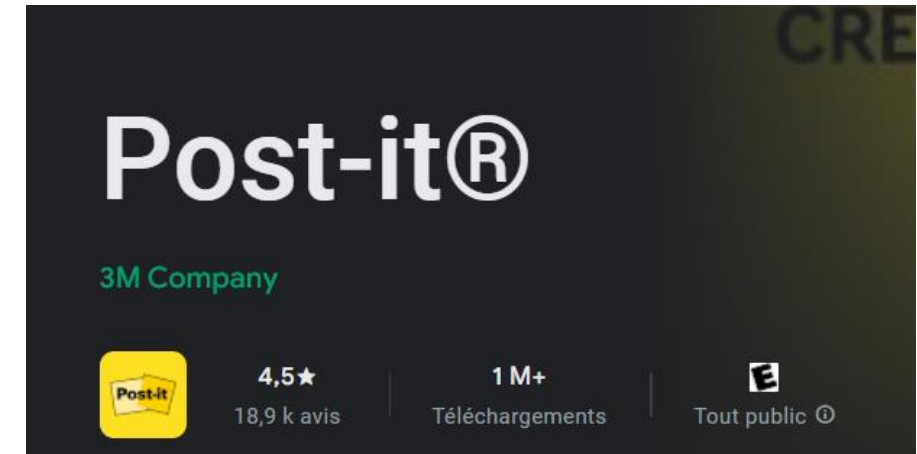 CRE
Post-it®
3M Company
Post-it
4,5★
18,9 k avis
1 M+
Téléchargements
E
Tout public ⓘ